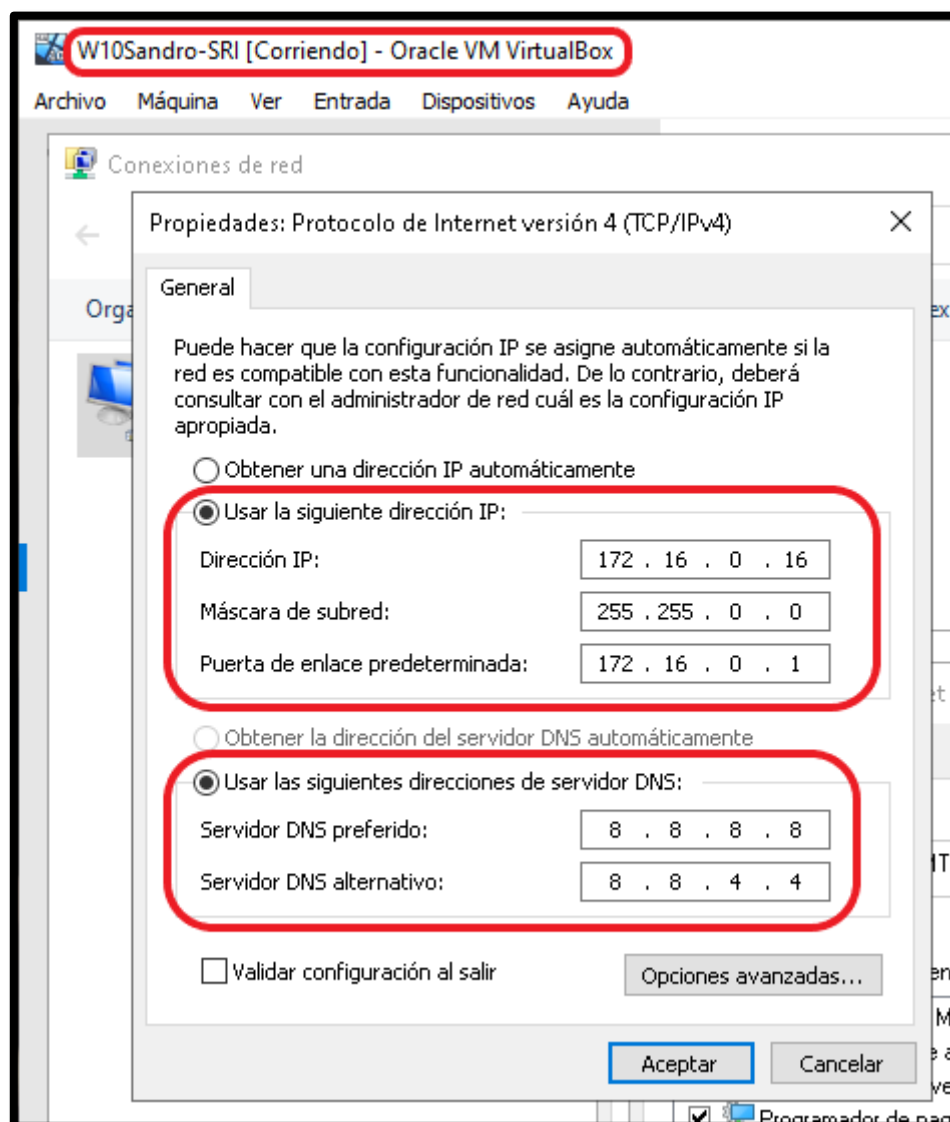 W10Sandro-SRI [Corriendo] - Oracle VM VirtualBox
Archivo Máquina Ver Entrada Dispositivos Ayuda
Conexiones de red
Propiedades: Protocolo de Internet versión 4 (TCP/IPv4)
General
Orga
Puede hacer que la configuración IP se asigne automáticamente si la
red es compatible con esta funcionalidad. De lo contrario, deberá
consultar con el administrador de red cuál es la configuración IP
apropiada.
Obtener una dirección IP automáticamente
Usar la siguiente dirección IP:
Dirección IP: 172 . 16 . 0 . 16
Máscara de subred: 255 . 255 . 0 . 0
Puerta de enlace predeterminada: 172 . 16 . 0 . 1
Obtener la dirección del servidor DNS automáticamente
Usar las siguientes direcciones de servidor DNS:
Servidor DNS preferido: 8 . 8 . 8 . 8
Servidor DNS alternativo: 8 . 8 . 4 . 4
Validar configuración al salir
Opciones avanzadas...
Aceptar Cancelar
Programador de paq